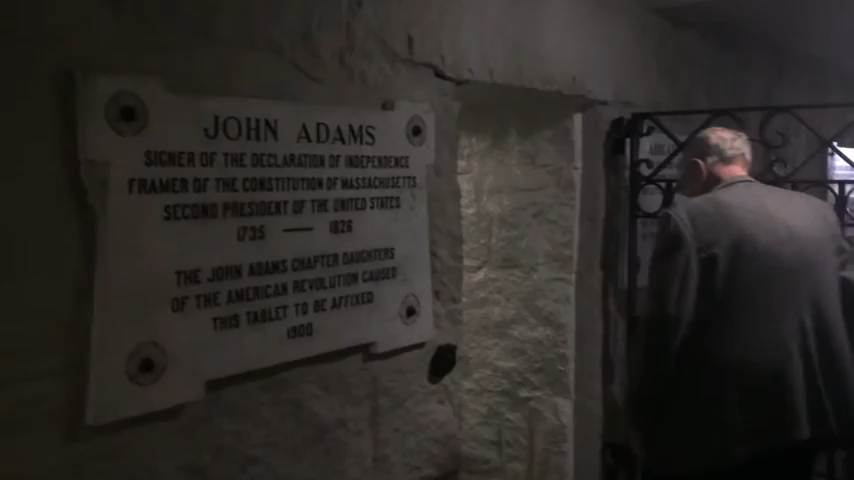 JOHN ADAMS
SIGNER OF THE DECLARATION OF INDEPENDENCE
FRAMER OF THE CONSTITUTION OF MASSACHUSETTS
SECOND PRESIDENT OF THE UNITED STATES
1735 — 1826
THE JOHN ADAMS CHAPTER DAUGHTERS
OF THE AMERICAN REVOLUTION CAUSED
THIS TABLET TO BE AFFIXED
1900